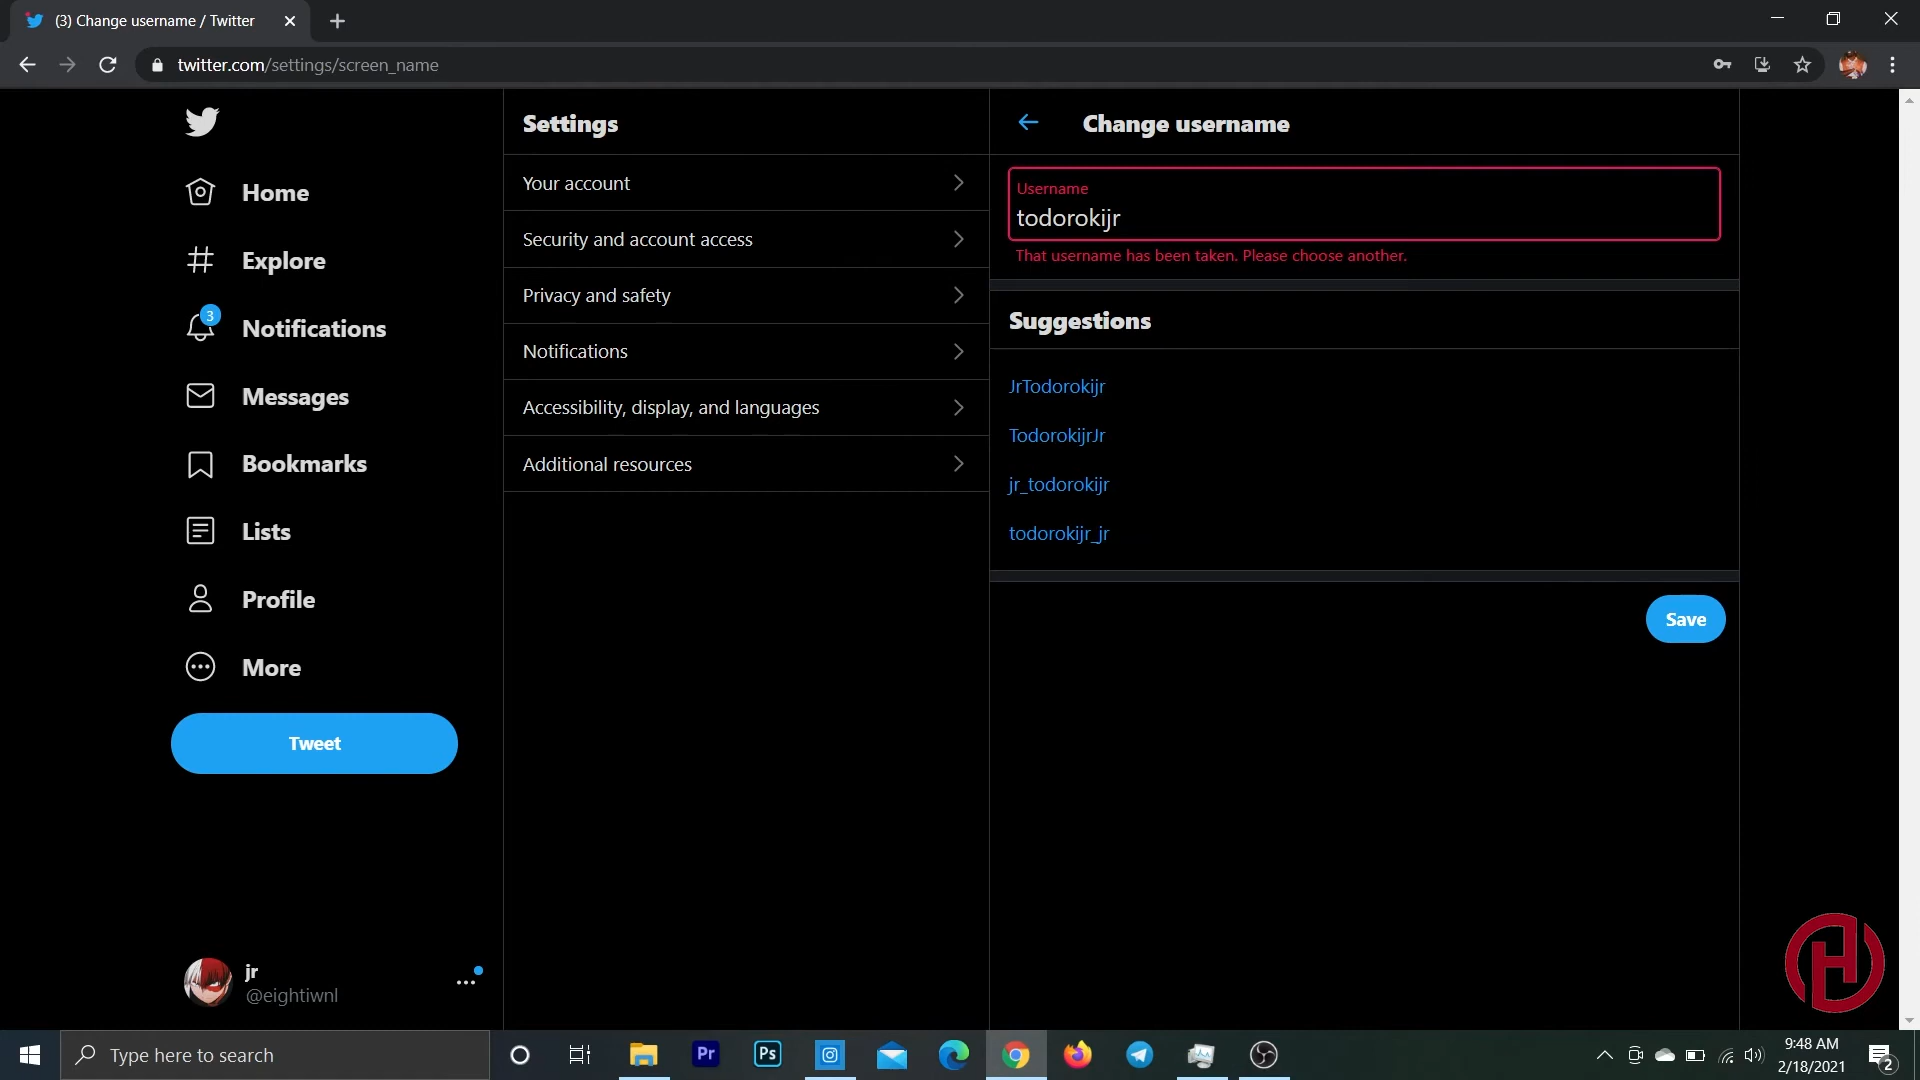 (3) Change username / Twitter
twitter.com/settings/screen_name
Home
Explore
3
Notifications
Messages
Bookmarks
Lists
Profile
More
Tweet
jr
@eightiwnl
Settings
Your account
Security and account access
Privacy and safety
Notifications
Accessibility, display, and languages
Additional resources
Change username
Username
todorokijr
That username has been taken. Please choose another.
Suggestions
JrTodorokijr
TodorokijrJr
jr_todorokijr
todorokijr_jr
Save
H
Type here to search
Pr
Ps
9:48 AM
2/18/2021
2